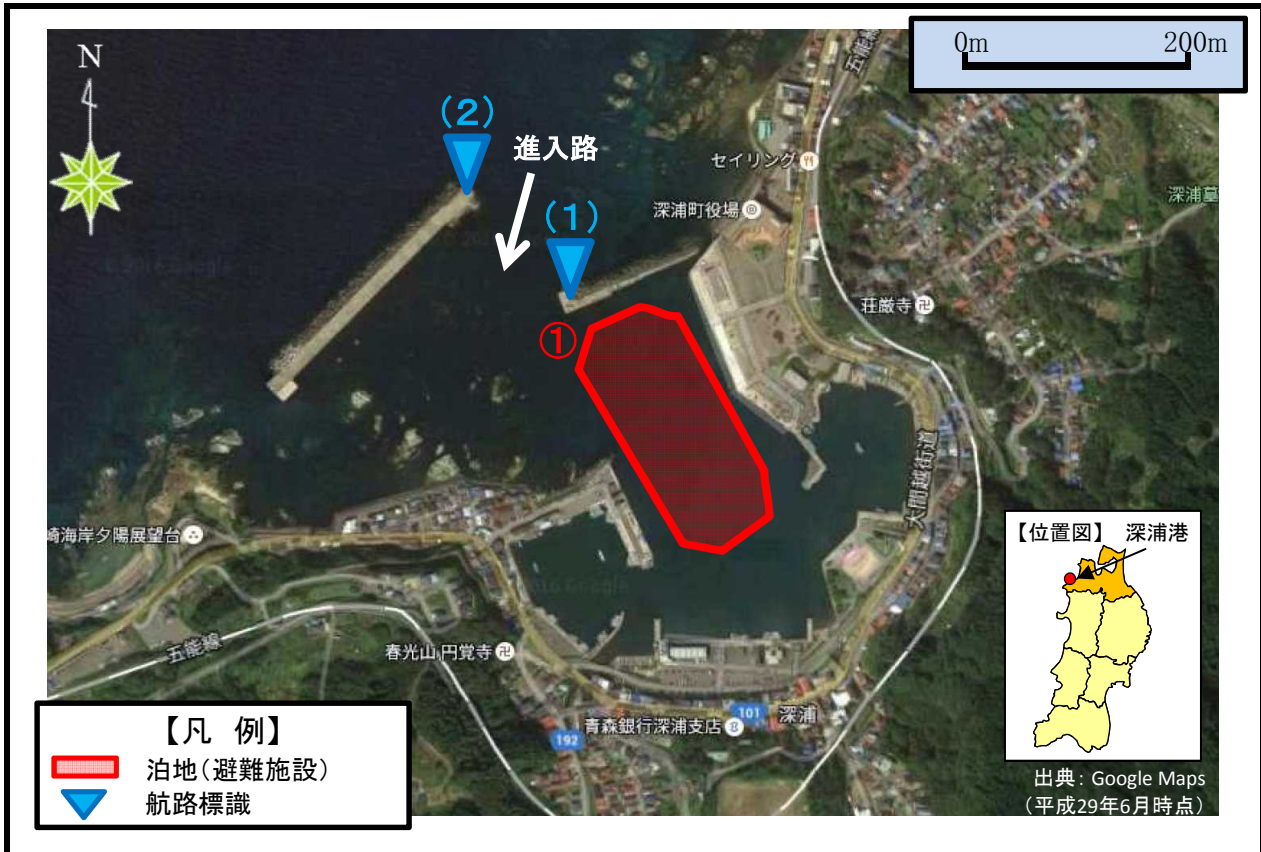 0m 200m
N
五能線
(2)
進入路
セイリング
(1)
深浦町役場
深浦墓
荘厳寺
①
大間越街道
崎海岸夕陽展望台
【位置図】 深浦港
五能線
春光山 円覚寺
101
深浦
青森銀行深浦支店
192
【凡 例】
泊地(避難施設)
航路標識
出典: Google Maps
(平成29年6月時点)